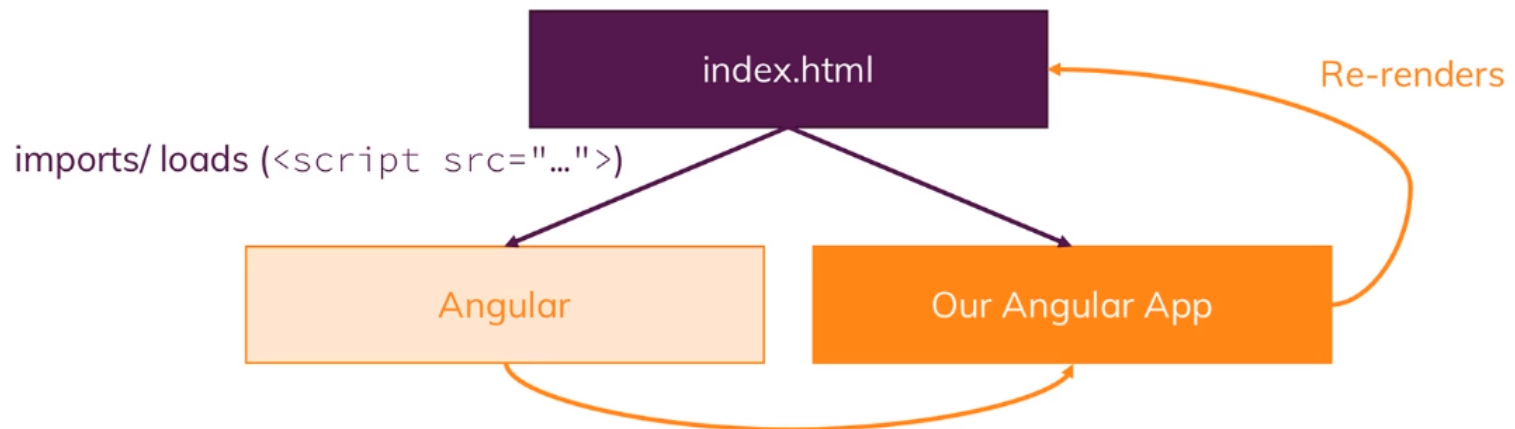 index.html
Re-renders
imports/ loads (<script src="...">)
Angular
Our Angular App